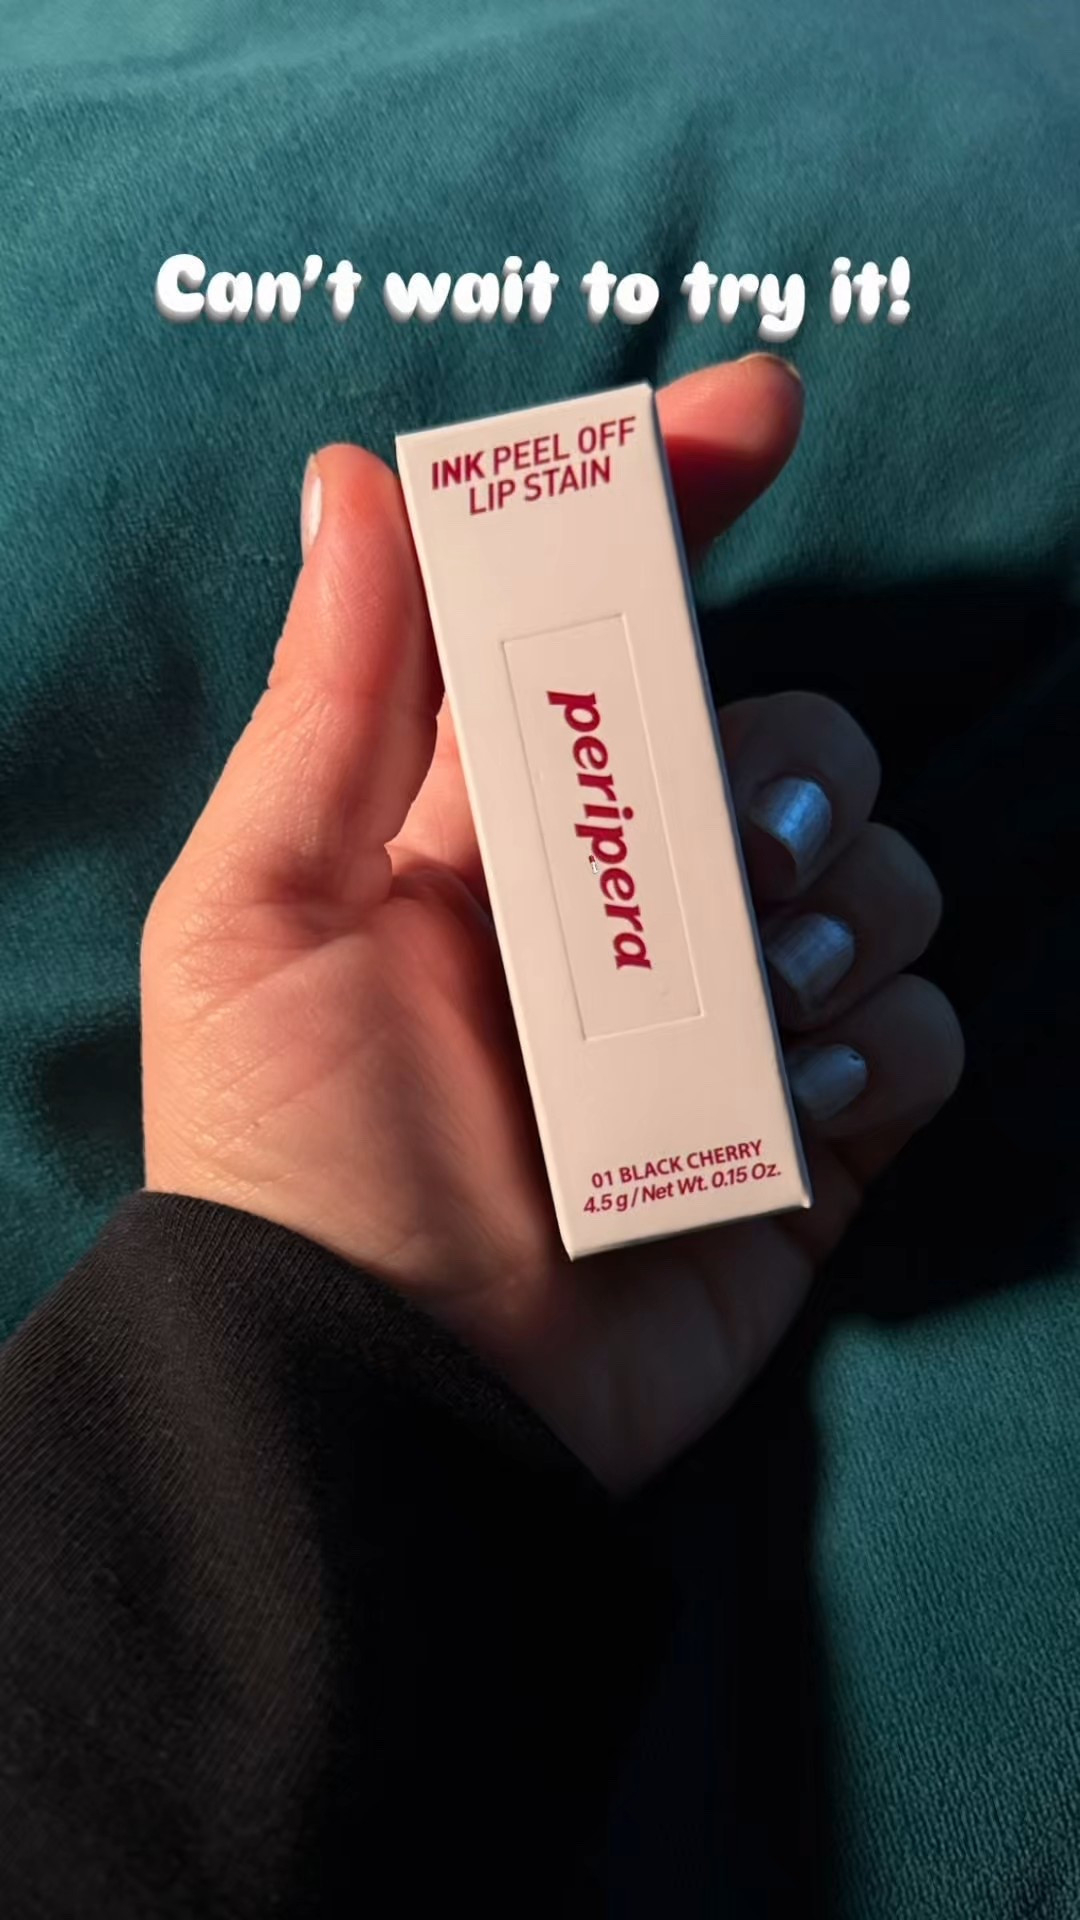 Can't wait to try it!
INK PEEL OFF
LIP STAIN
peripera
01 BLACK CHERRY
4.5 g / Net Wt. 0.15 Oz.